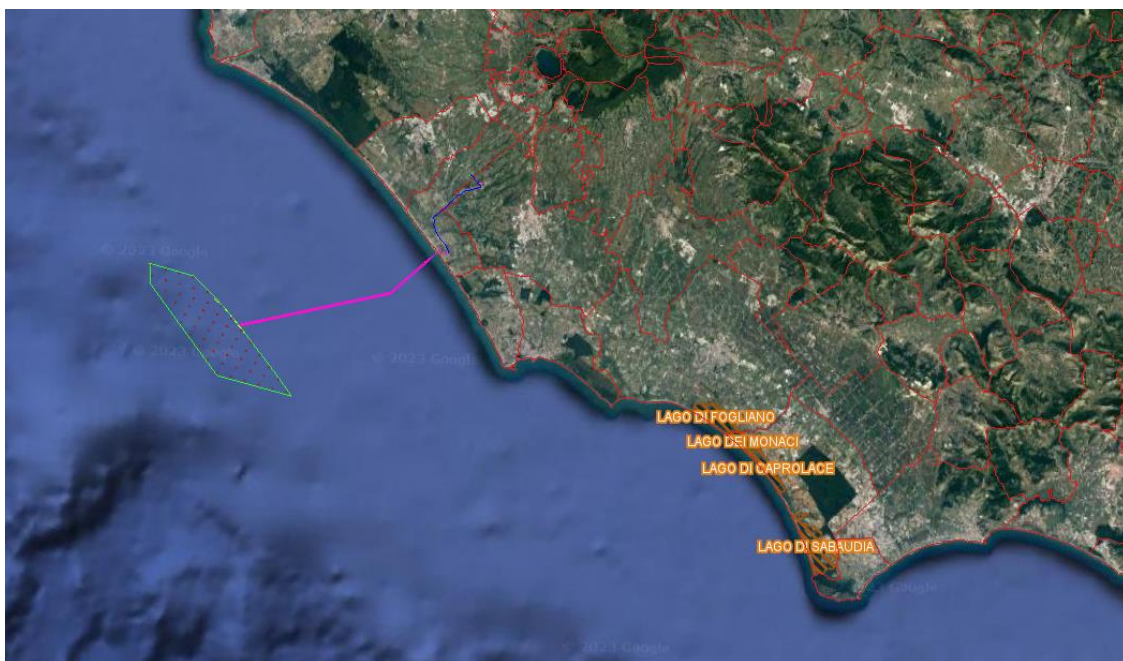 © 2023 Google
2023 Google
© 2023 Googl
LAGO DI FOGLIANO
LAGO DEI MONACI
LAGO DI CAPROLACE
LAGO DI SABAUDIA
Google
© 2023 Google